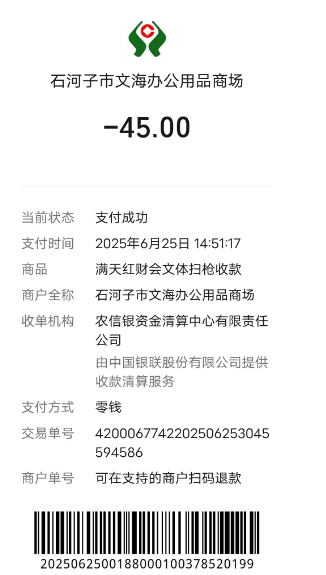 石河子市文海办公用品商场
-45.00
当前状态 支付成功
支付时间 2025年6月25日 14:51:17
商品 满天红财会文体扫枪收款
商户全称 石河子市文海办公用品商场
收单机构 农信银资金清算中心有限责任
公司
由中国银联股份有限公司提供
收款清算服务
支付方式 零钱
交易单号 4200067742202506253045
594586
商户单号 可在支持的商户扫码退款
20250625001880001003785​20199